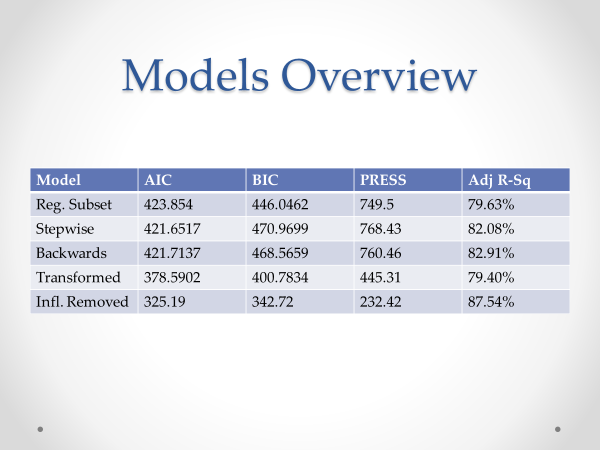 Models Overview
Model AIC BIC PRESS Adj R-Sq
Reg. Subset 423.854 446.0462 749.5 79.63%
Stepwise 421.6517 470.9699 768.43 82.08%
Backwards 421.7137 468.5659 760.46 82.91%
Transformed 378.5902 400.7834 445.31 79.40%
Infl. Removed 325.19 342.72 232.42 87.54%